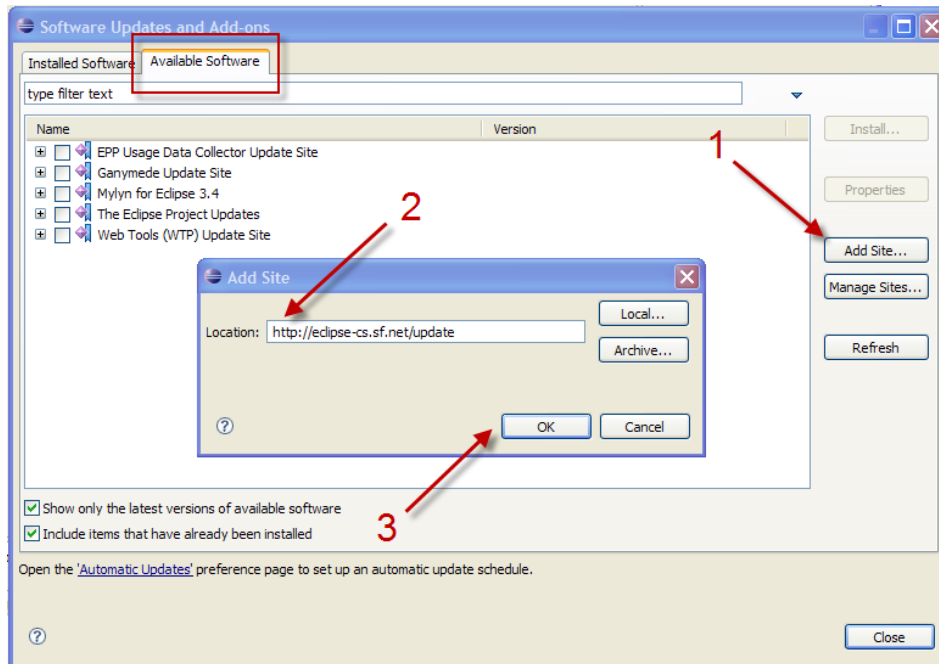 Software Updates and Add-ons
Installed Software
Available Software
type filter text
Name Version
EPP Usage Data Collector Update Site
Ganymede Update Site
Mylyn for Eclipse 3.4
The Eclipse Project Updates
Web Tools (WTP) Update Site
Install...
Properties
1
Add Site...
Manage Sites...
Refresh
2
Add Site
Location: http://eclipse-cs.sf.net/update
Local...
Archive...
? OK Cancel
3
Show only the latest versions of available software
Include items that have already been installed
Open the 'Automatic Updates' preference page to set up an automatic update schedule.
? Close